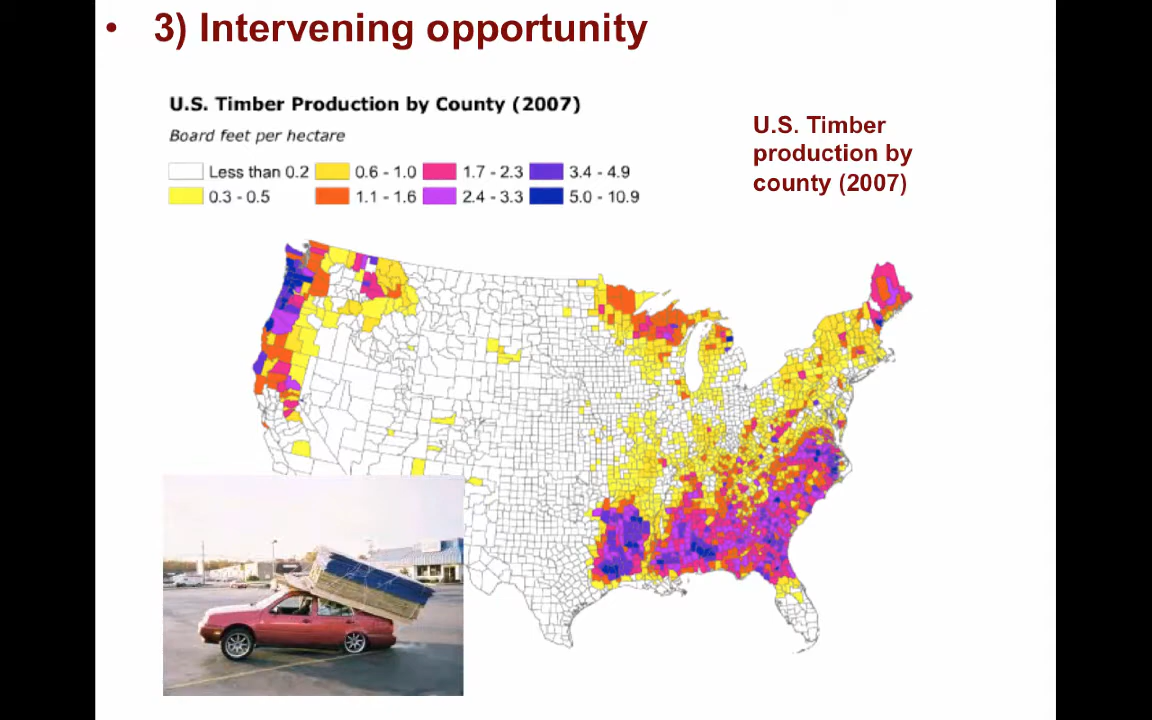 • 3) Intervening opportunity
U.S. Timber Production by County (2007)
Board feet per hectare
Less than 0.2 0.6 - 1.0 1.7 - 2.3 3.4 - 4.9
0.3 - 0.5 1.1 - 1.6 2.4 - 3.3 5.0 - 10.9
U.S. Timber
production by
county (2007)